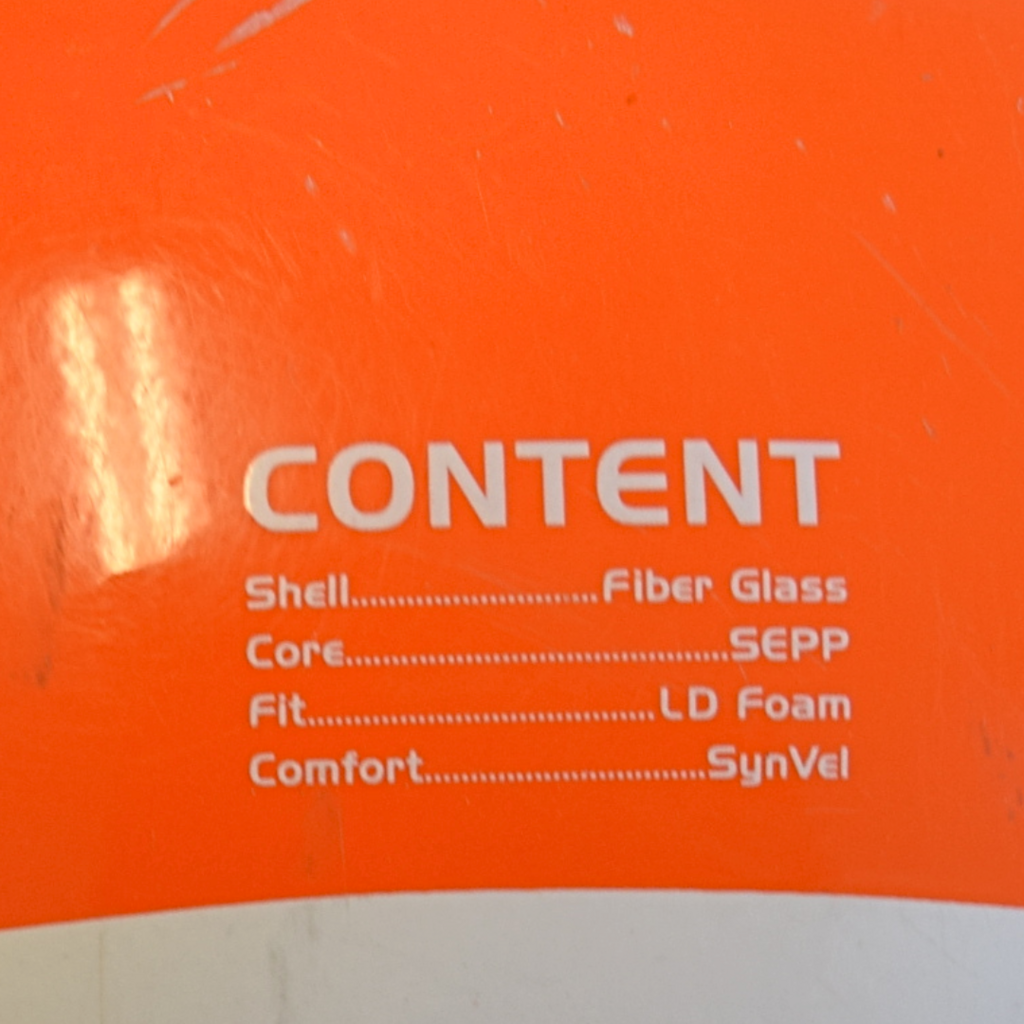 CONTENT
Shell...........................Fiber Glass
Core..........................................SEPP
Fit......................................LD Foam
Comfort...............................SynVel